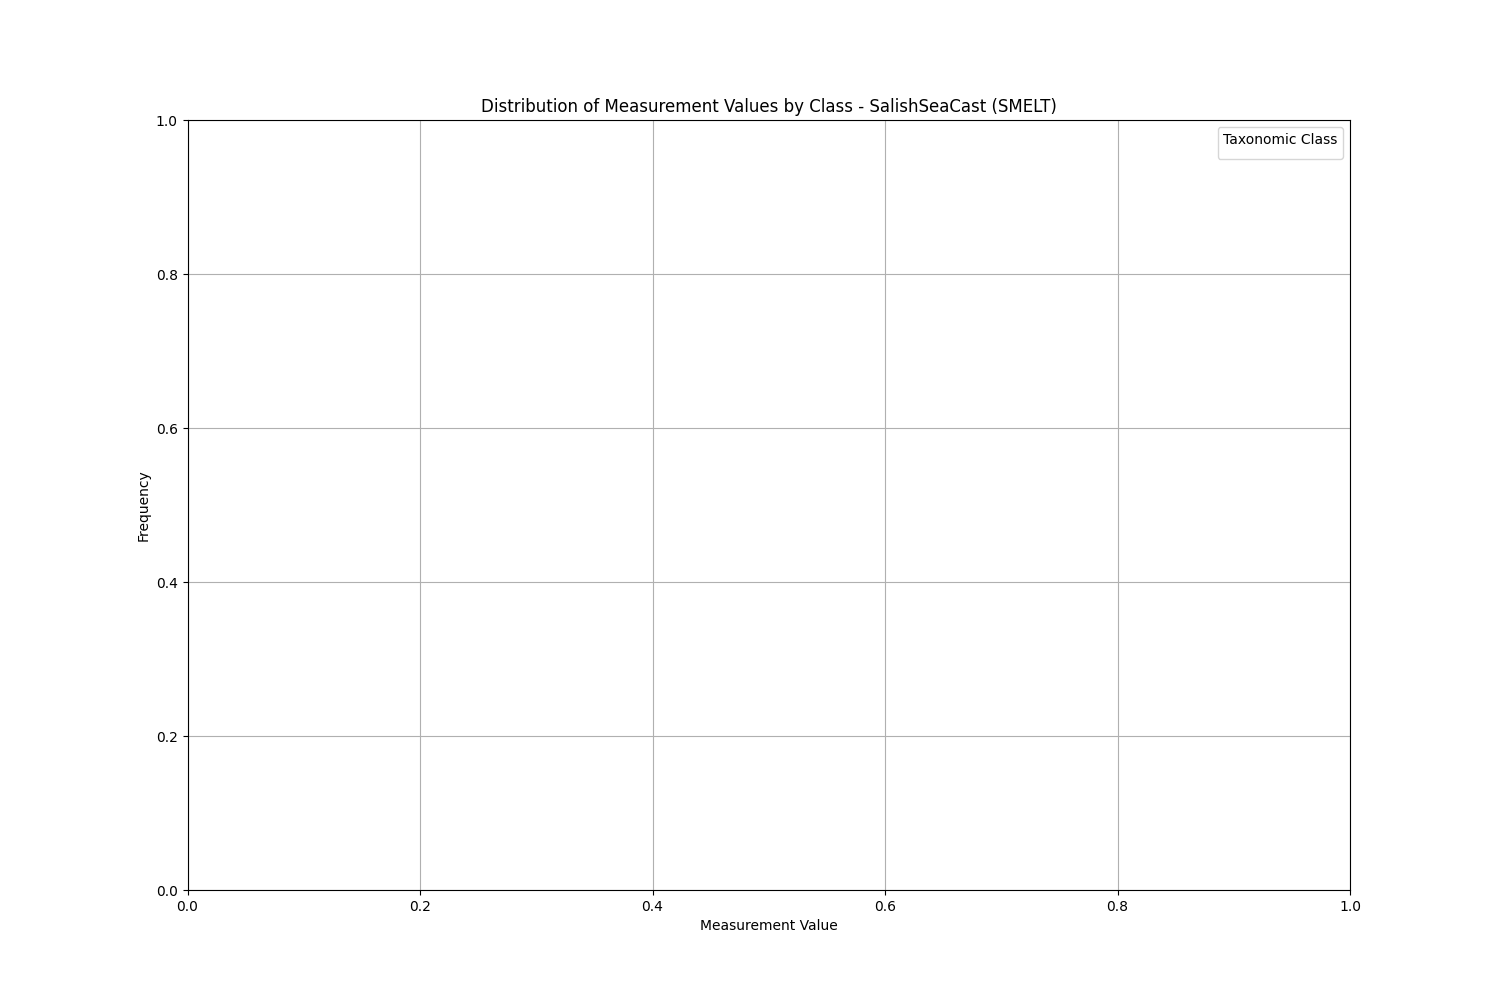 Distribution of Measurement Values by Class - SalishSeaCast (SMELT)
Taxonomic Class
1.0
0.8
0.6
0.4
0.2
0.0
Frequency
0.0 0.2 0.4 0.6 0.8 1.0
Measurement Value